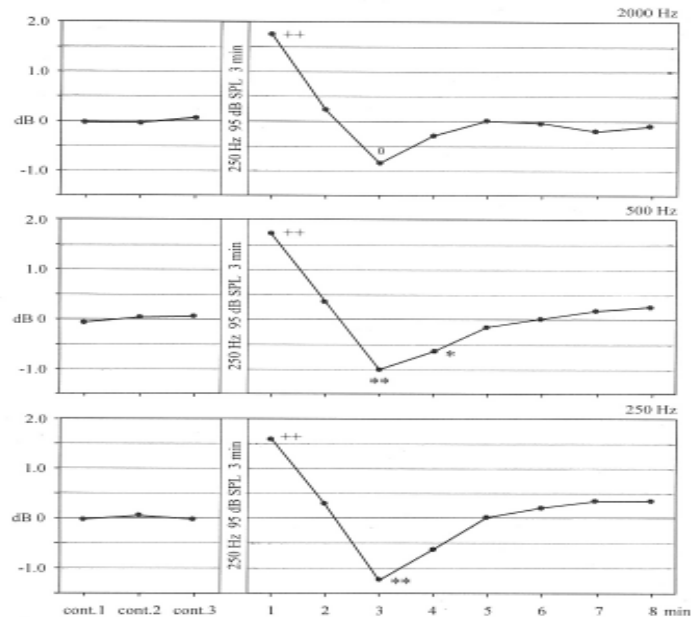 2000 Hz
2.0
1.0
dB 0
-1.0
250 Hz 95 dB SPL 3 min
++
0
500 Hz
2.0
1.0
dB 0
-1.0
250 Hz 95 dB SPL 3 min
++
**
*
250 Hz
2.0
1.0
dB 0
-1.0
250 Hz 95 dB SPL 3 min
++
**
cont.1 cont.2 cont.3 1 2 3 4 5 6 7 8 min